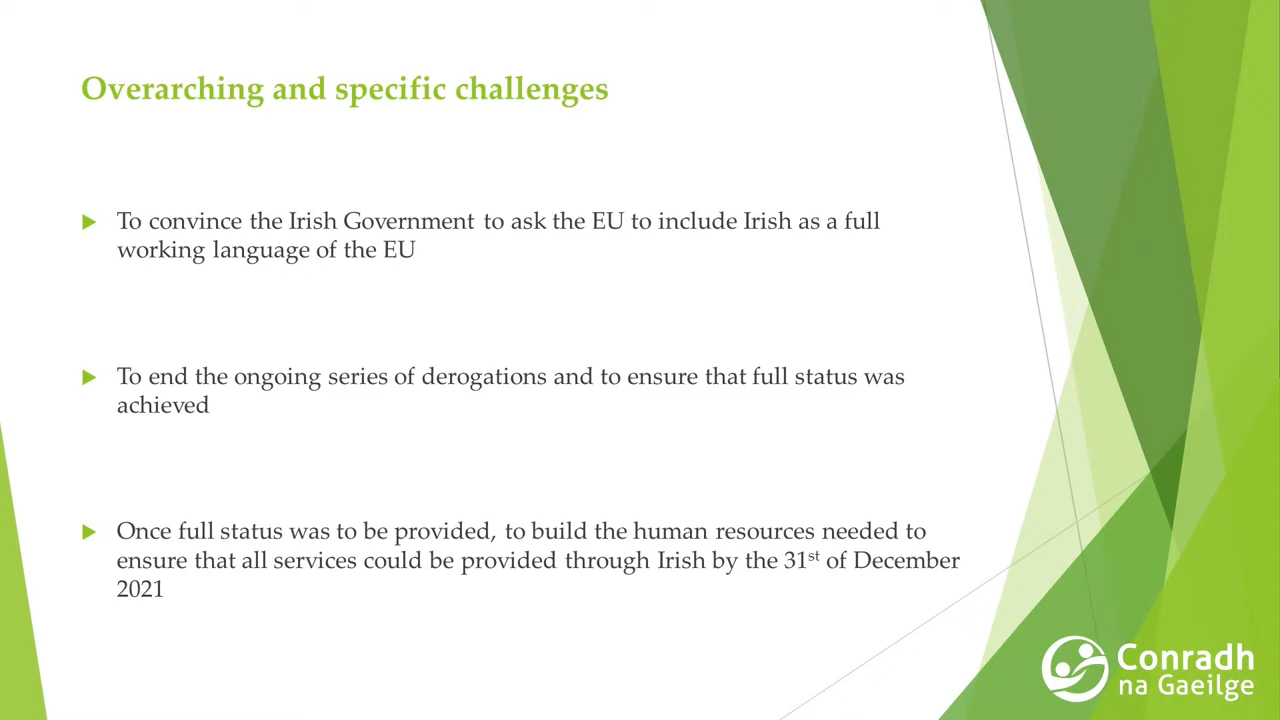 Overarching and specific challenges
To convince the Irish Government to ask the EU to include Irish as a full
working language of the EU
To end the ongoing series of derogations and to ensure that full status was
achieved
Once full status was to be provided, to build the human resources needed to
ensure that all services could be provided through Irish by the 31st of December
2021
Conradh
na Gaeilge